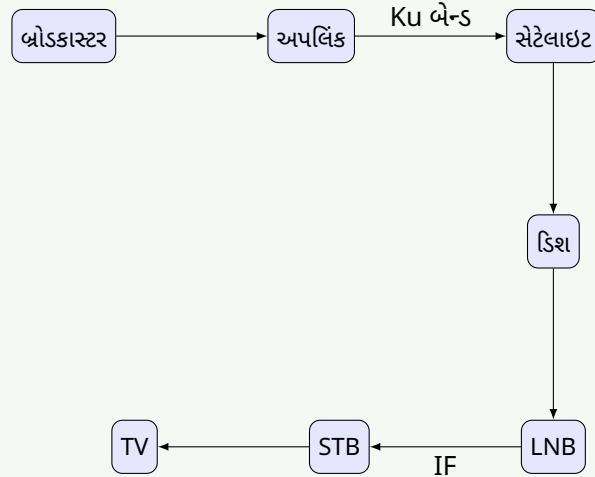 બ્રોડકાસ્ટર
અપલિંક
Ku બેન્ડ
સેટેલાઇટ
ડિશ
TV
STB
IF
LNB